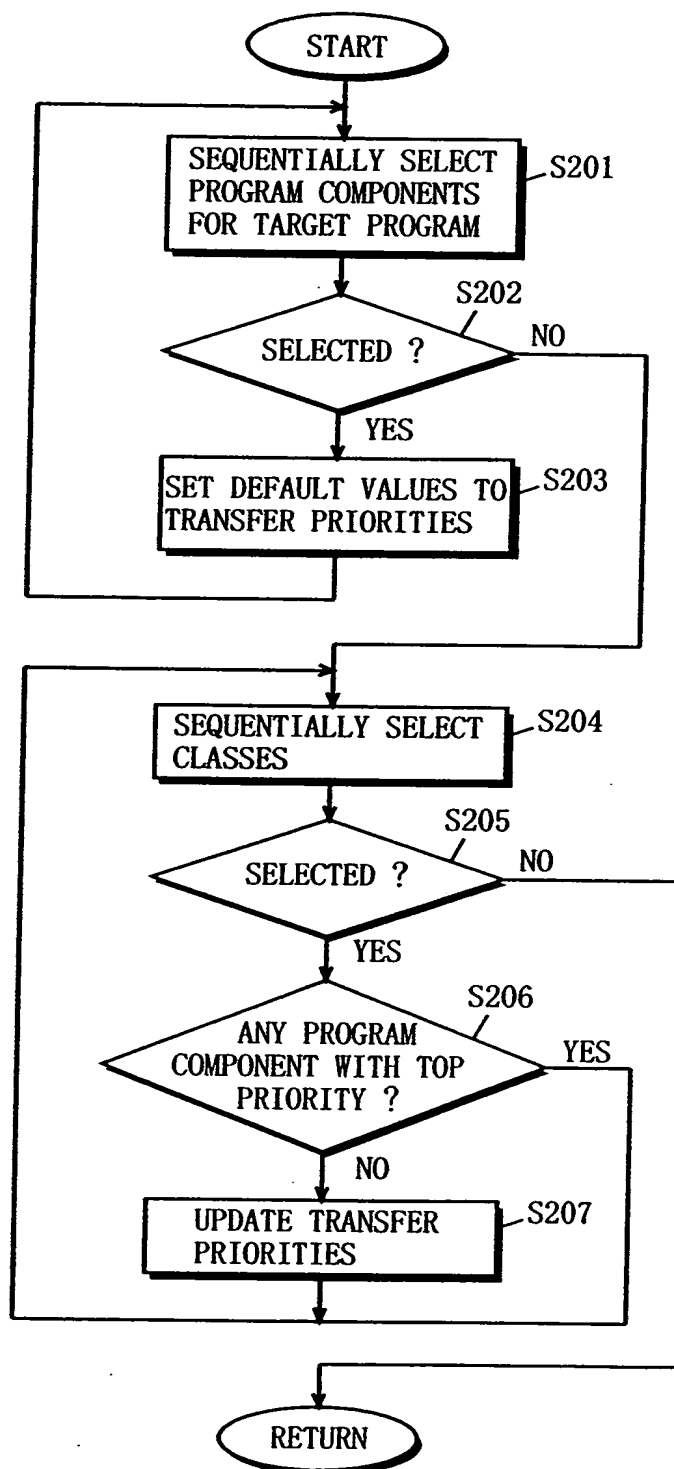 START
SEQUENTIALLY SELECT
PROGRAM COMPONENTS
FOR TARGET PROGRAM
S201
S202
SELECTED ?
NO
YES
SET DEFAULT VALUES TO
TRANSFER PRIORITIES
S203
SEQUENTIALLY SELECT
CLASSES
S204
S205
SELECTED ?
NO
YES
S206
ANY PROGRAM
COMPONENT WITH TOP
PRIORITY ?
YES
NO
UPDATE TRANSFER
PRIORITIES
S207
RETURN